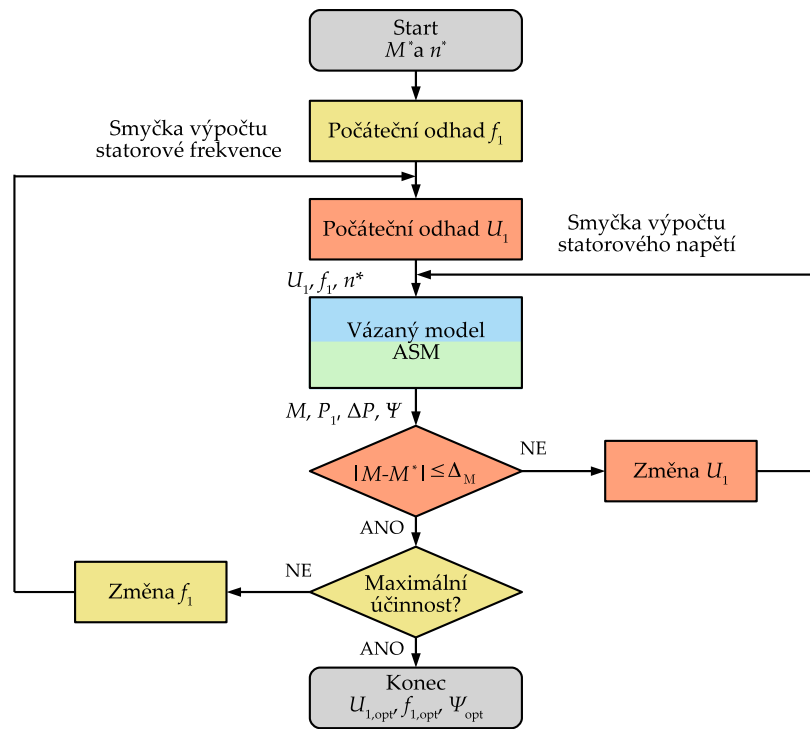 Start
M* a n*
Smyčka výpočtu
statorové frekvence
Počáteční odhad f₁
Počáteční odhad U₁
Smyčka výpočtu
statorového napětí
U₁, f₁, n*
Vázaný model
ASM
M, P₁, ΔP, Ψ
|M-M*| ≤ Δ_M
NE
Změna U₁
ANO
Změna f₁
NE
Maximální
účinnost?
ANO
Konec
U₁,opt, f₁,opt, Ψopt